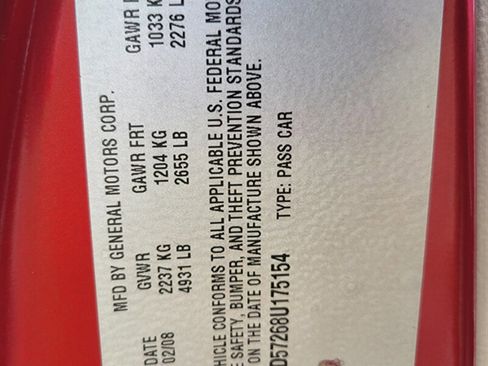 MFD BY GENERAL MOTORS CORP.
DATE GVWR GAWR FRT GAWR
02/08 2237 KG 1204 KG 1033 K
4931 LB 2655 LB 2276 L
HICLE CONFORMS TO ALL APPLICABLE U.S. FEDERAL MO
E SAFETY, BUMPER, AND THEFT PREVENTION STANDARDS
ON THE DATE OF MANUFACTURE SHOWN ABOVE.
D57268U175154 TYPE: PASS CAR